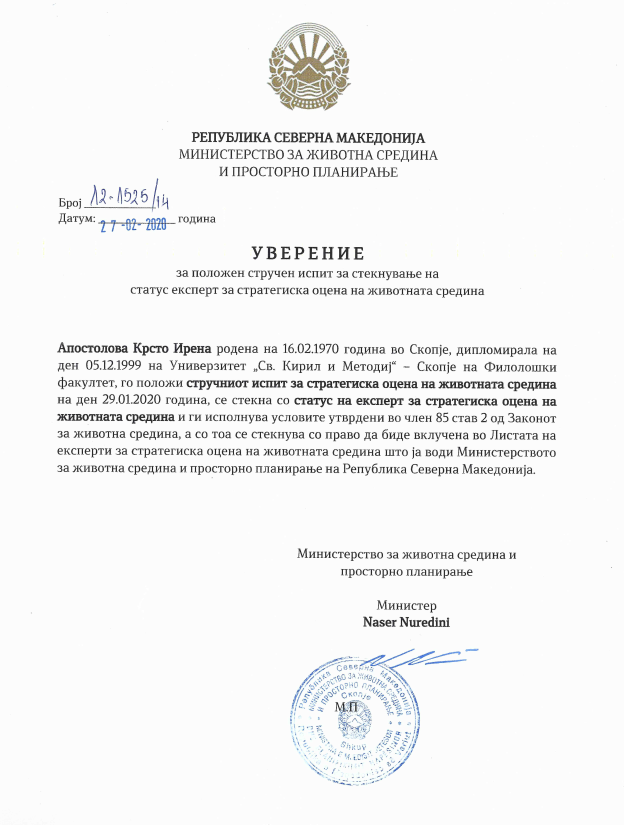 РЕПУБЛИКА СЕВЕРНА МАКЕДОНИЈА
МИНИСТЕРСТВО ЗА ЖИВОТНА СРЕДИНА
И ПРОСТОРНО ПЛАНИРАЊЕ
Број 12-1525/14
Датум: 27-02-2020 година
УВЕРЕНИЕ
за положен стручен испит за стекнување на
статус експерт за стратегиска оцена на животната средина
Апостолова Крсто Ирена родена на 16.02.1970 година во Скопје, дипломирала на
ден 05.12.1999 на Универзитет „Св. Кирил и Методиј“ – Скопје на Филолошки
факултет, го положи стручниот испит за стратегиска оцена на животната средина
на ден 29.01.2020 година, се стекна со статус на експерт за стратегиска оцена на
животната средина и ги исполнува условите утврдени во член 85 став 2 од Законот
за животна средина, а со тоа се стекнува со право да биде вклучена во Листата на
експерти за стратегиска оцена на животната средина што ја води Министерството
за животна средина и просторно планирање на Република Северна Македонија.
Министерство за животна средина и
просторно планирање
Министер
Naser Nuredini
Република Северна Македонија
МИНИСТЕРСТВО ЗА ЖИВОТНА СРЕДИНА
И ПРОСТОРНО ПЛАНИРАЊЕ
Скопје
М.П
Shkup